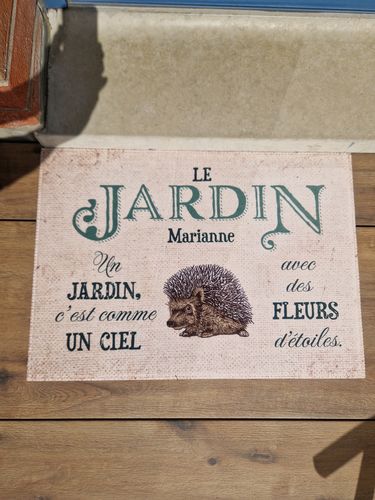 LE
JARDIN
Marianne
Un
JARDIN,
c'est comme
UN CIEL
avec
des
FLEURS
d'étoiles.